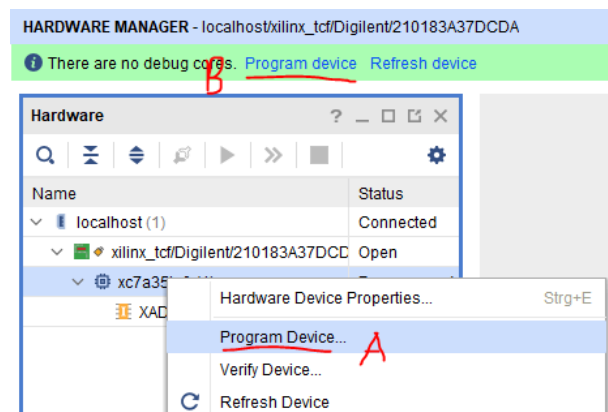 HARDWARE MANAGER - localhost/xilinx_tcf/Digilent/210183A37DCDA
There are no debug cores. Program device Refresh device
B
Hardware
Name Status
localhost (1) Connected
xilinx_tcf/Digilent/210183A37DCD Open
xc7a35
XAD
Hardware Device Properties... Strg+E
Program Device... A
Verify Device...
Refresh Device